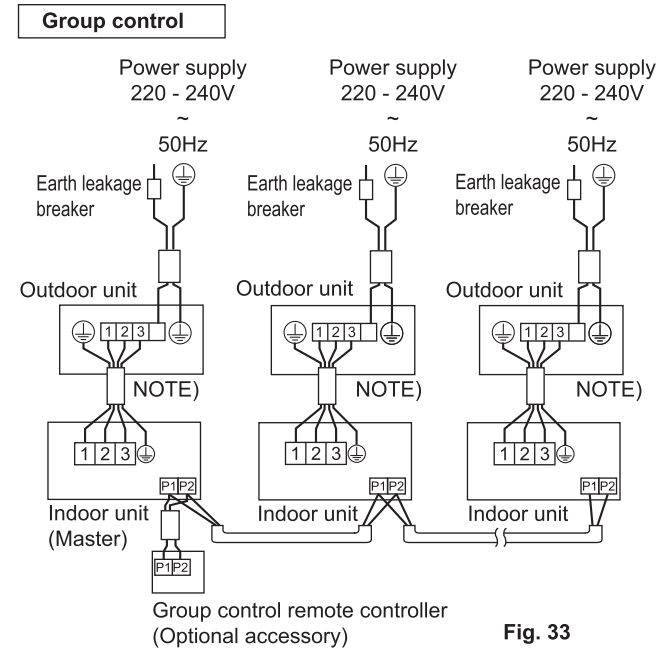 Group control
Power supply
220 - 240V
~
50Hz
Power supply
220 - 240V
~
50Hz
Power supply
220 - 240V
~
50Hz
Earth leakage
breaker
Earth leakage
breaker
Earth leakage
breaker
Outdoor unit
Outdoor unit
Outdoor unit
1 2 3
1 2 3
1 2 3
NOTE)
NOTE)
NOTE)
1 2 3
1 2 3
1 2 3
P1 P2
P1 P2
P1 P2
Indoor unit
(Master)
Indoor unit
Indoor unit
P1 P2
Group control remote controller
(Optional accessory)
Fig. 33